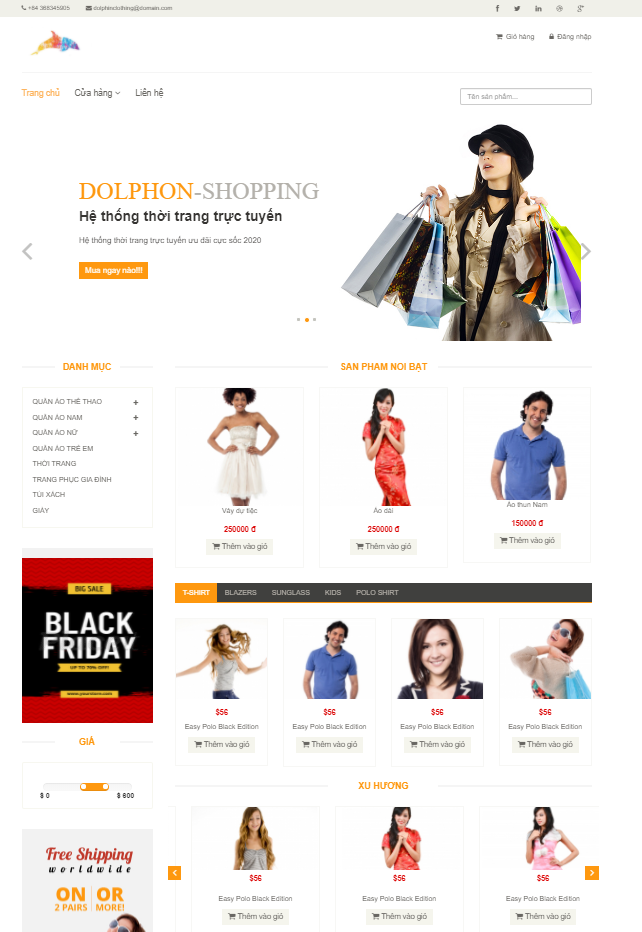 +84 388345905 dolphinclothing@domain.com
Giỏ hàng Đăng nhập
Trang chủ Cửa hàng Liên hệ
Tên sản phẩm...
DOLPHON-SHOPPING
Hệ thống thời trang trực tuyến
Hệ thống thời trang trực tuyến ưu đãi cực sốc 2020
Mua ngay nào!!!
DANH MỤC
QUẦN ÁO THỂ THAO
QUẦN ÁO NAM
QUẦN ÁO NỮ
QUẦN ÁO TRẺ EM
THỜI TRANG
TRANG PHỤC GIA ĐÌNH
TÚI XÁCH
GIÀY
BIG SALE
BLACK
FRIDAY
UP TO 70% OFF!
www.yourstore.com
GIÁ
$ 0 $ 600
Free Shipping
worldwide
ON OR
2 PAIRS MORE!
SAN PHAM NOI BAT
Váy dự tiệc
250000 đ
Thêm vào giỏ
Áo dài
250000 đ
Thêm vào giỏ
Áo thun Nam
150000 đ
Thêm vào giỏ
T-SHIRT BLAZERS SUNGLASS KIDS POLO SHIRT
$56 $56 $56 $56
Easy Polo Black Edition Easy Polo Black Edition Easy Polo Black Edition Easy Polo Black Edition
Thêm vào giỏ Thêm vào giỏ Thêm vào giỏ Thêm vào giỏ
XU HƯƠNG
$56 $56 $56
Easy Polo Black Edition Easy Polo Black Edition Easy Polo Black Edition
Thêm vào giỏ Thêm vào giỏ Thêm vào giỏ